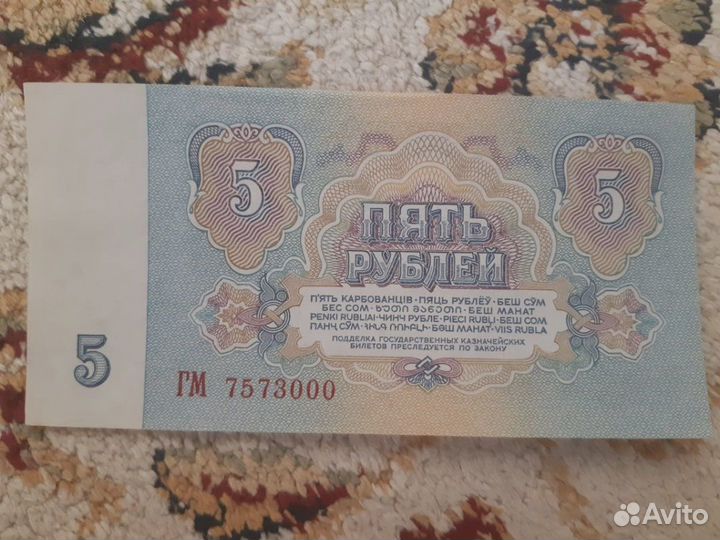 5 5
ПЯТЬ
РУБЛЕЙ
П'ЯТЬ КАРБОВАНЦІВ · ПЯЦЬ РУБЛЁЎ · БЕШ СЎМ
БЕС СОМ · ხუთი მანეთი · БЕШ МАНАТ
PENKI RUBLIAI · ЧИНЧ РУБЛЕ · PIECI RUBĻI · БЕШ СОМ
ПАНҶ СЎМ · ՀԻՆԳ ՌՈՒԲԼԻ · БӘШ МАНАТ · VIIS RUBLA
ПОДДЕЛКА ГОСУДАРСТВЕННЫХ КАЗНАЧЕЙСКИХ
БИЛЕТОВ ПРЕСЛЕДУЕТСЯ ПО ЗАКОНУ
5
ГМ 7573000
Avito